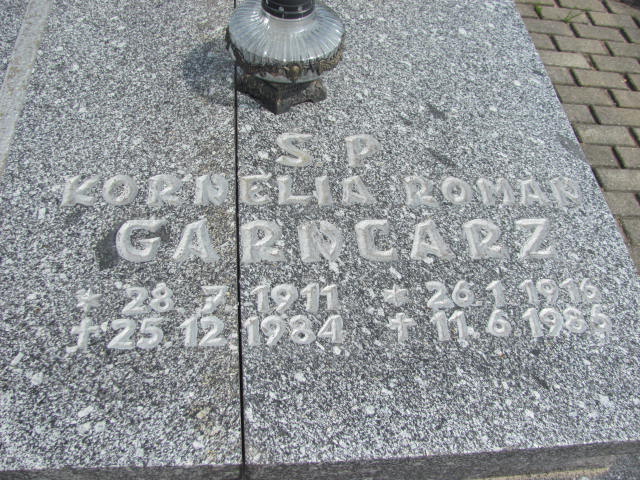 S P
KORNELIA ROMAN
GARNCARZ
* 28.7.1911 * 26.1.1916
† 25.12.1984 † 11.6.1985